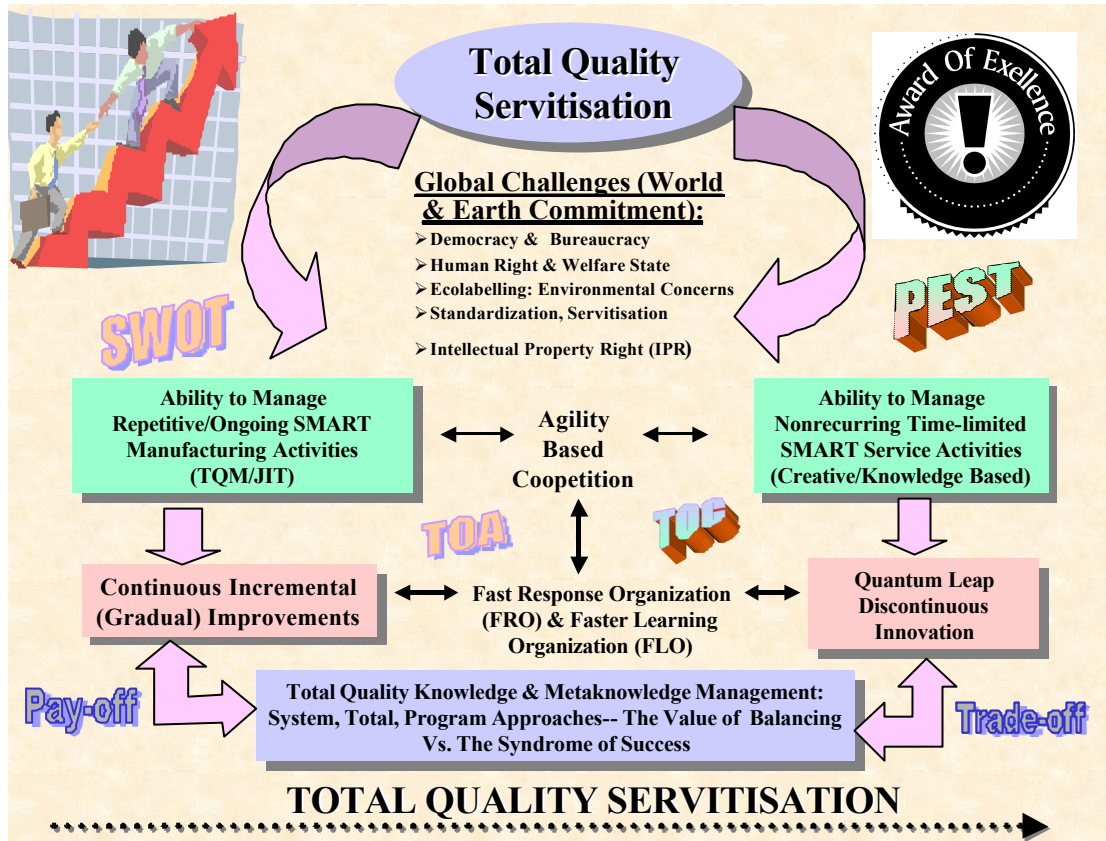 Total Quality
Servitisation
Award Of Exellence
Global Challenges (World
& Earth Commitment):
➢Democracy & Bureaucracy
➢Human Right & Welfare State
➢Ecolabelling: Environmental Concerns
➢Standardization, Servitisation
➢Intellectual Property Right (IPR)
SWOT
PEST
Ability to Manage
Repetitive/Ongoing SMART
Manufacturing Activities
(TQM/JIT)
Agility
Based
Coopetition
Ability to Manage
Nonrecurring Time-limited
SMART Service Activities
(Creative/Knowledge Based)
TOA
TOC
Continuous Incremental
(Gradual) Improvements
Fast Response Organization
(FRO) & Faster Learning
Organization (FLO)
Quantum Leap
Discontinuous
Innovation
Pay-off
Total Quality Knowledge & Metaknowledge Management:
System, Total, Program Approaches-- The Value of Balancing
Vs. The Syndrome of Success
Trade-off
TOTAL QUALITY SERVITISATION